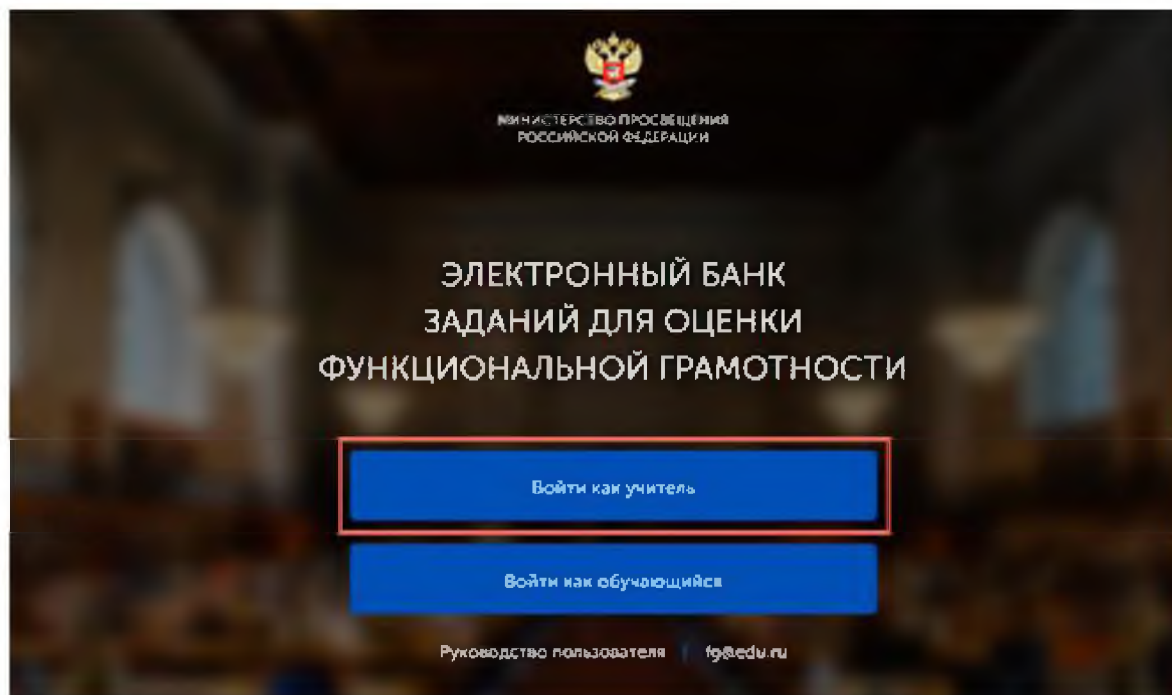 МИНИСТЕРСТВО ПРОСВЕЩЕНИЯ
РОССИЙСКОЙ ФЕДЕРАЦИИ
ЭЛЕКТРОННЫЙ БАНК
ЗАДАНИЙ ДЛЯ ОЦЕНКИ
ФУНКЦИОНАЛЬНОЙ ГРАМОТНОСТИ
Войти как учитель
Войти как обучающийся
Руководство пользователя | fg@edu.ru